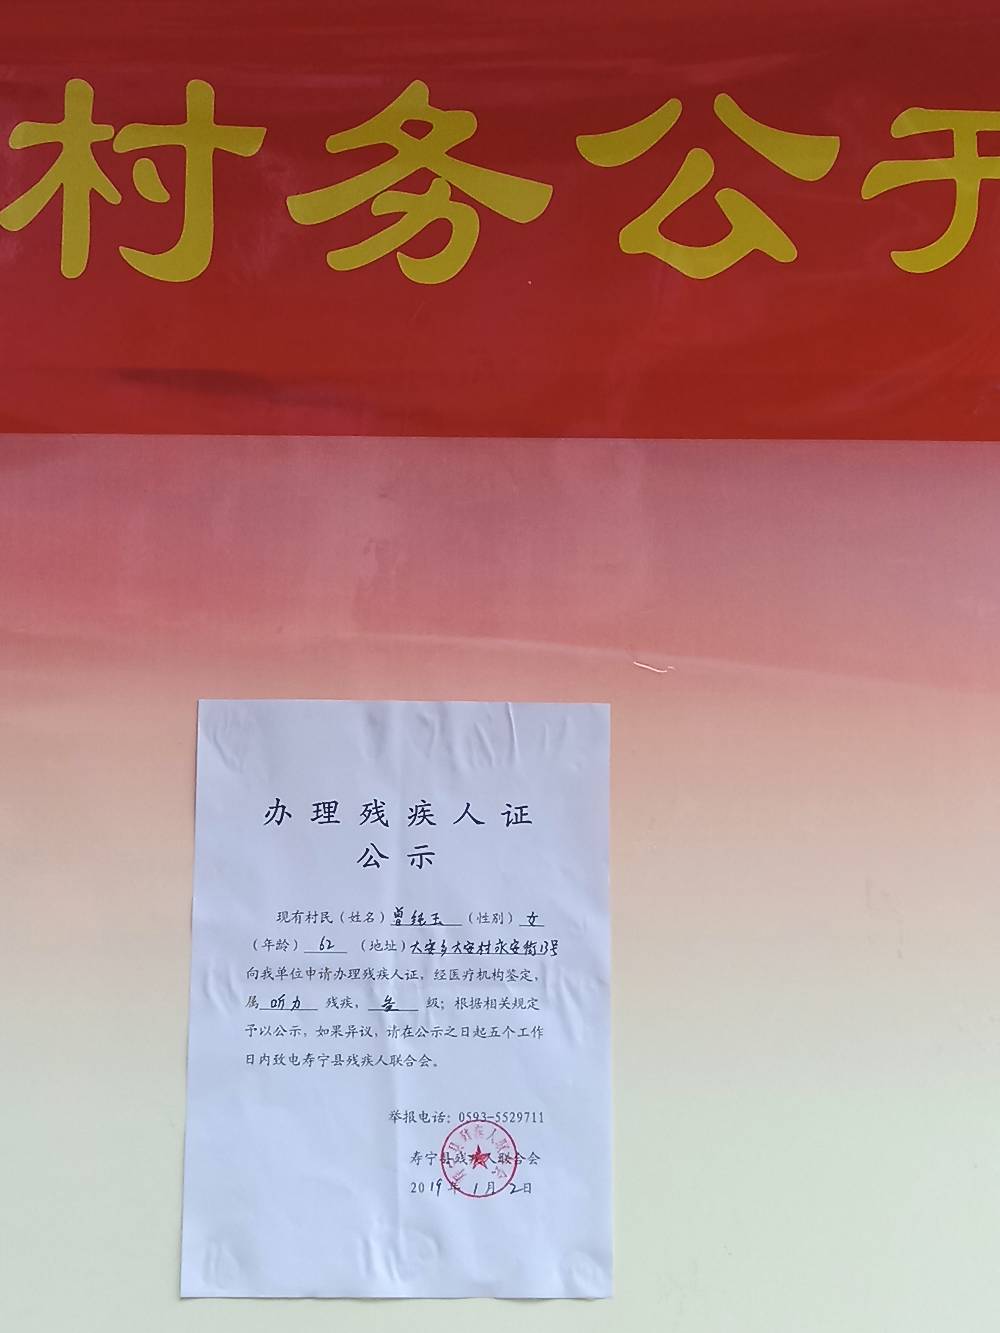 村务公开
办理残疾人证
公示
现有村民（姓名）曾纯玉（性别）女
（年龄）62（地址）大安乡大安村永安街13号
向我单位申请办理残疾人证，经医疗机构鉴定，
属 听力 残疾， 级；根据相关规定
予以公示，如果异议，请在公示之日起五个工作
日内致电寿宁县残疾人联合会。
举报电话：0593-5529711
寿宁县残疾人联合会
2019年1月2日